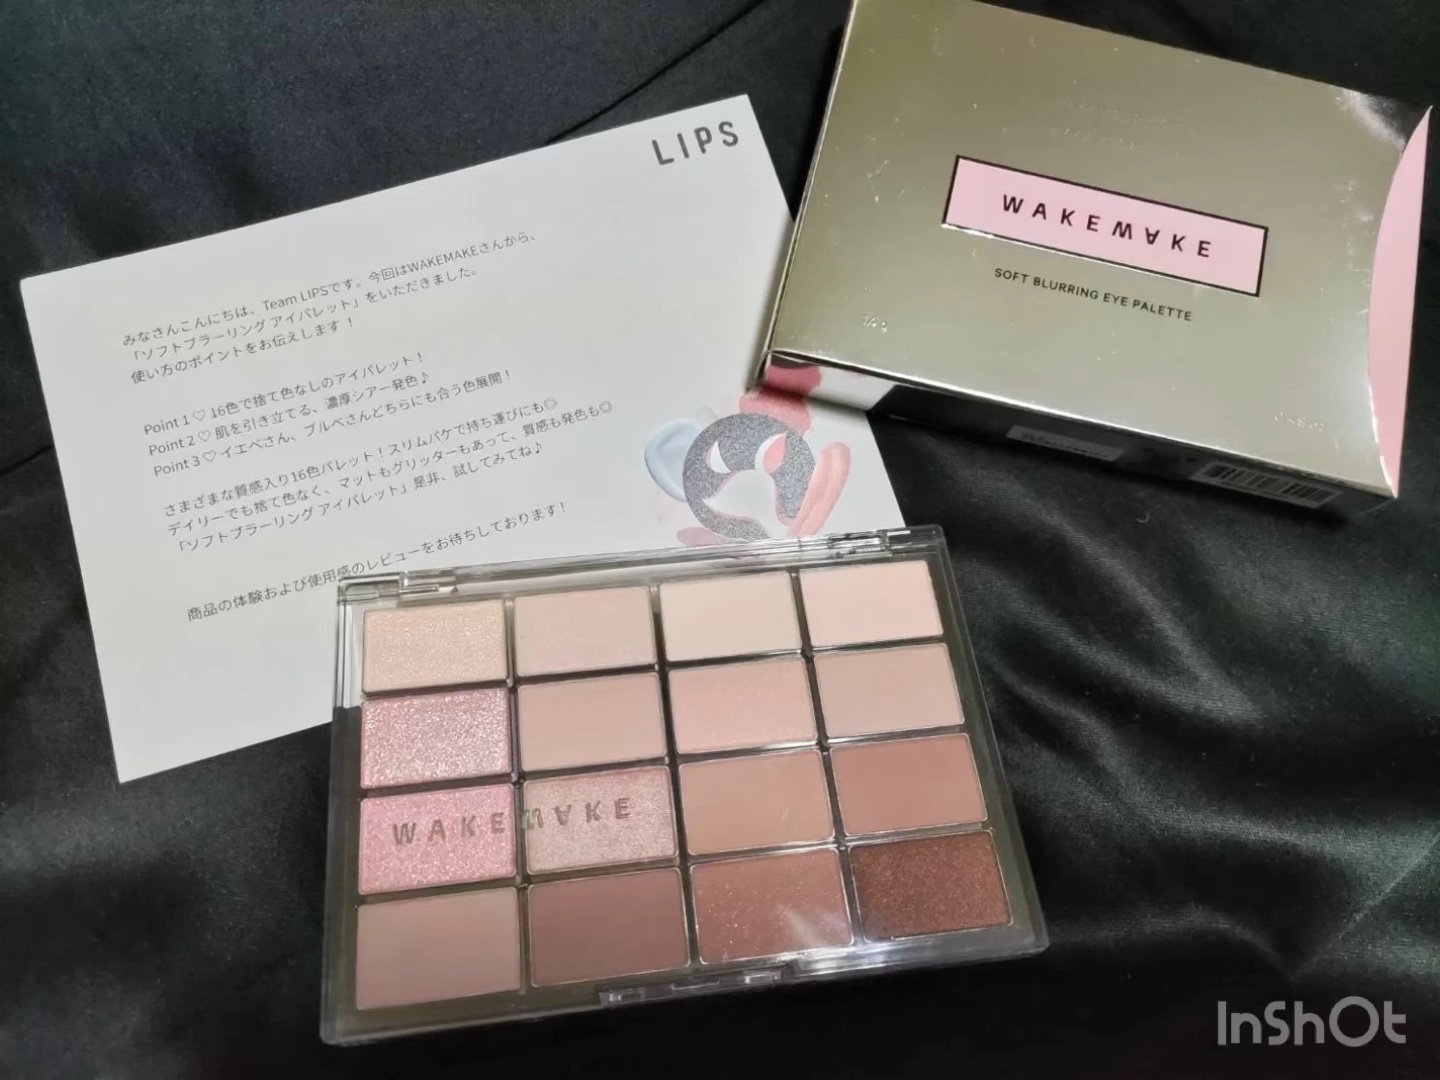 LIPS
みなさんこんにちは、Team LIPSです。今回はWAKEMAKEさんから、
「ソフトブラーリング アイパレット」をいただきました。
使い方のポイントをお伝えします!
Point 1 ♡ 16色で捨て色なしのアイパレット!
Point 2 ♡ 肌を引き立てる、濃厚シアー発色♪
Point 3 ♡ イエベさん、ブルベさんどちらにも合う色展開!
さまざまな質感入り16色パレット!スリムパケで持ち運びにも◎
デイリーでも捨て色なく、マットもグリッターもあって、質感も発色も◎
「ソフトブラーリング アイパレット」是非、試してみてね♪
商品の体験および使用感のレビューをお待ちしております!
WAKEMAKE
SOFT BLURRING EYE PALETTE
WAKEMAKE
InShOt